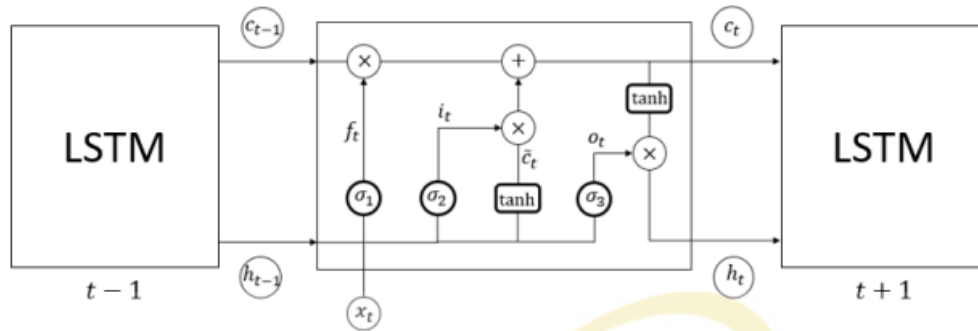 c_{t-1} c_t
× + tanh
i_t
f_t × o_t ×
LSTM c̃_t LSTM
σ_1 σ_2 tanh σ_3
h_{t-1} h_t
t − 1 x_t t + 1